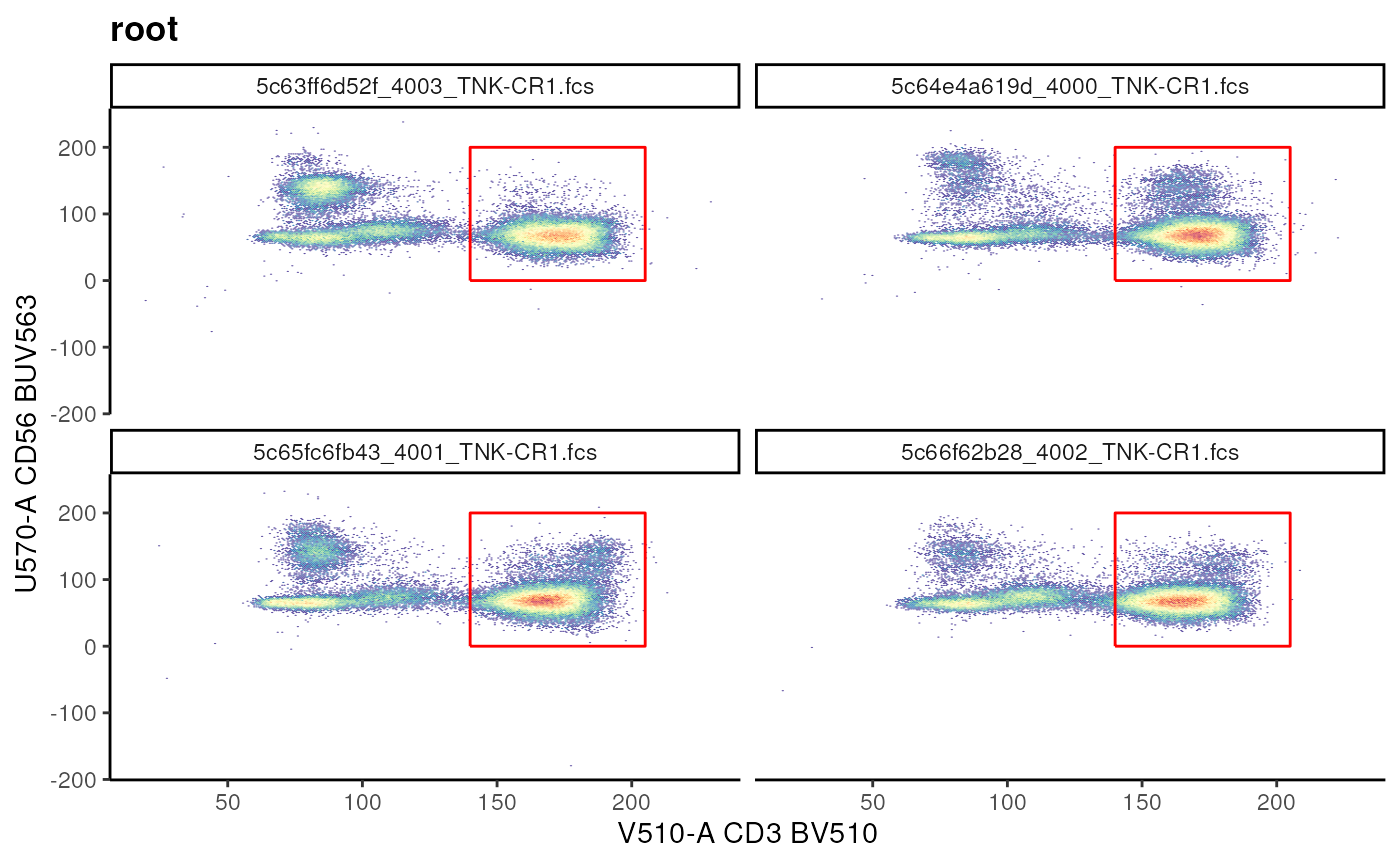 root
5c63ff6d52f_4003_TNK-CR1.fcs
5c64e4a619d_4000_TNK-CR1.fcs
200
100
0
-100
-200
5c65fc6fb43_4001_TNK-CR1.fcs
5c66f62b28_4002_TNK-CR1.fcs
200
100
0
-100
-200
50 100 150 200
50 100 150 200
V510-A CD3 BV510
U570-A CD56 BUV563